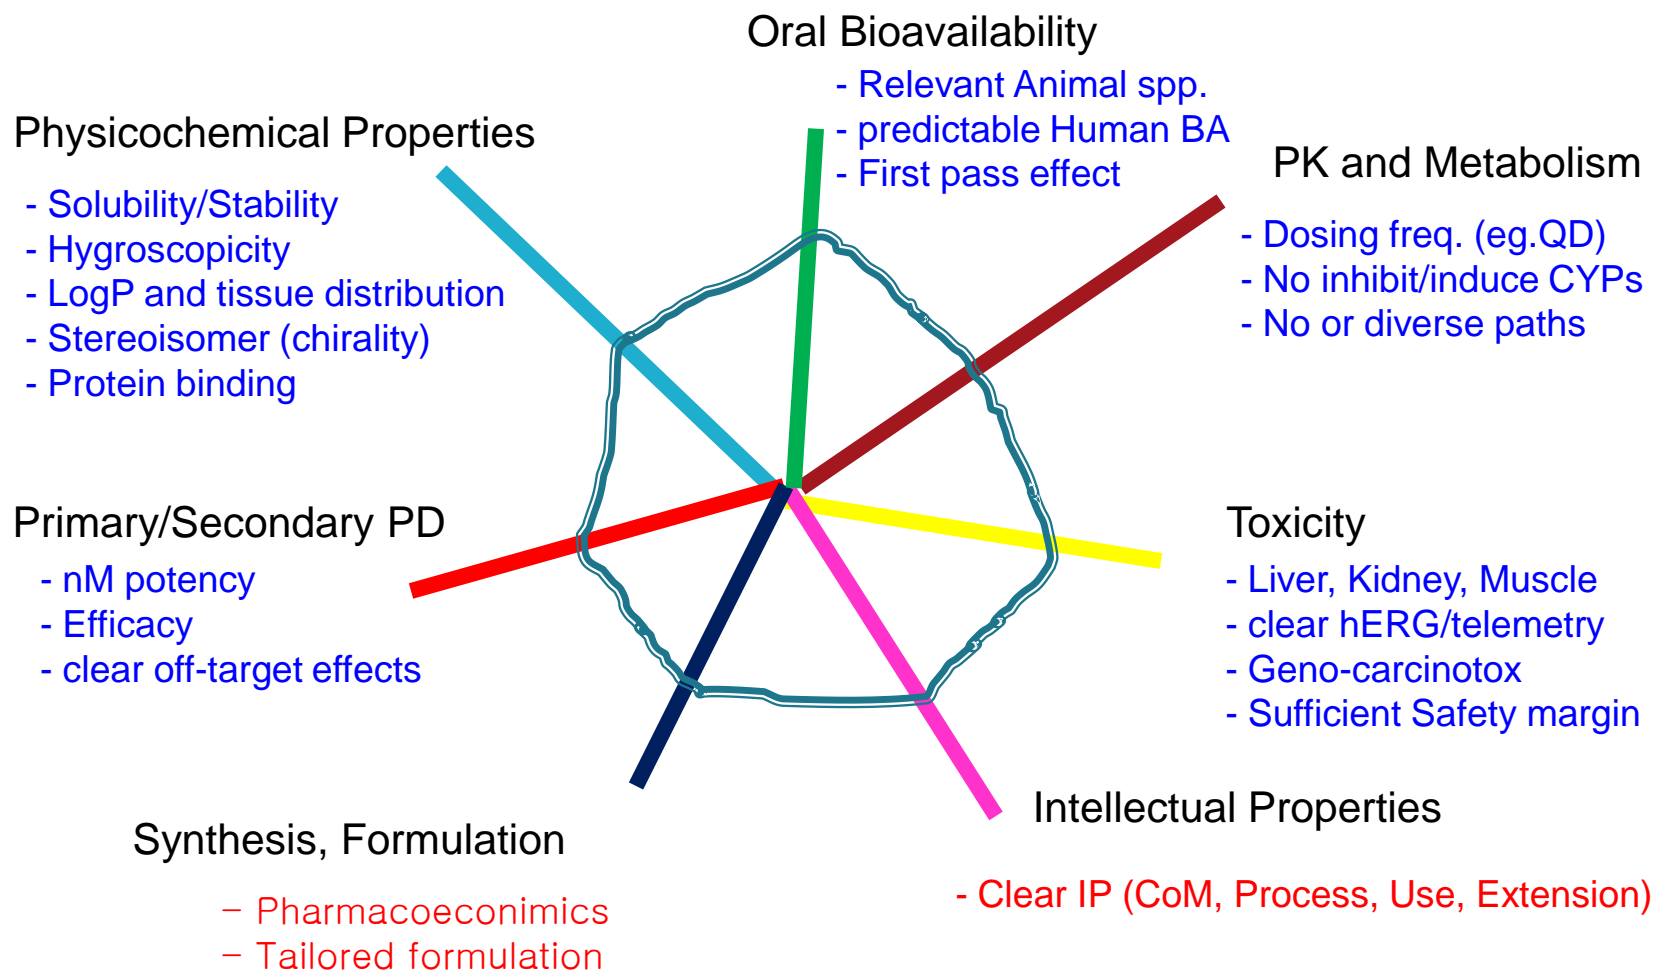 Oral Bioavailability
- Relevant Animal spp.
- predictable Human BA
- First pass effect
Physicochemical Properties
- Solubility/Stability
- Hygroscopicity
- LogP and tissue distribution
- Stereoisomer (chirality)
- Protein binding
PK and Metabolism
- Dosing freq. (eg.QD)
- No inhibit/induce CYPs
- No or diverse paths
Primary/Secondary PD
- nM potency
- Efficacy
- clear off-target effects
Toxicity
- Liver, Kidney, Muscle
- clear hERG/telemetry
- Geno-carcinotox
- Sufficient Safety margin
Synthesis, Formulation
- Pharmacoeconimics
- Tailored formulation
Intellectual Properties
- Clear IP (CoM, Process, Use, Extension)